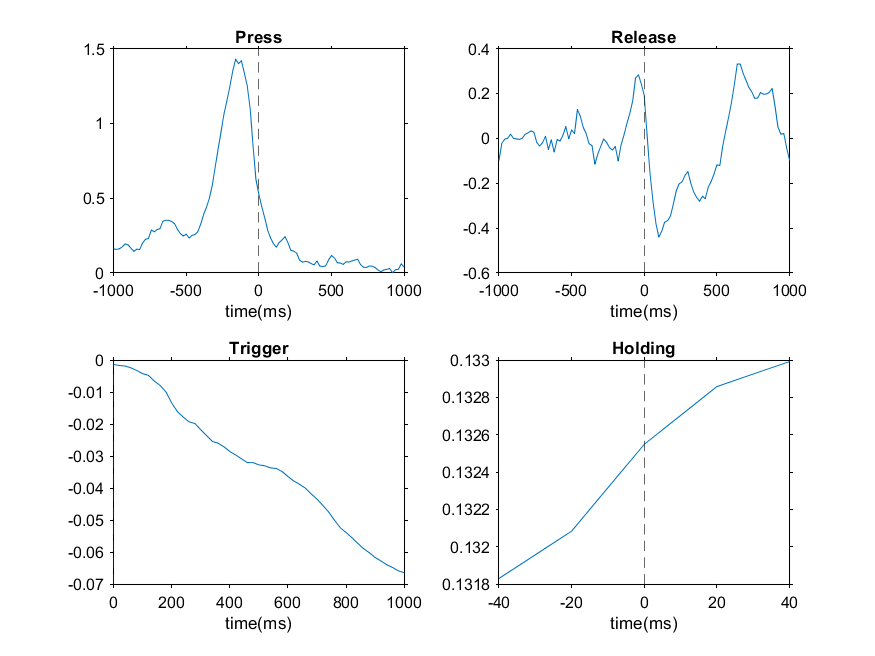 Press
1.5
1
0.5
0
-1000 -500 0 500 1000
time(ms)
Release
0.4
0.2
0
-0.2
-0.4
-0.6
-1000 -500 0 500 1000
time(ms)
Trigger
0
-0.01
-0.02
-0.03
-0.04
-0.05
-0.06
-0.07
0 200 400 600 800 1000
time(ms)
Holding
0.133
0.1328
0.1326
0.1324
0.1322
0.132
0.1318
-40 -20 0 20 40
time(ms)